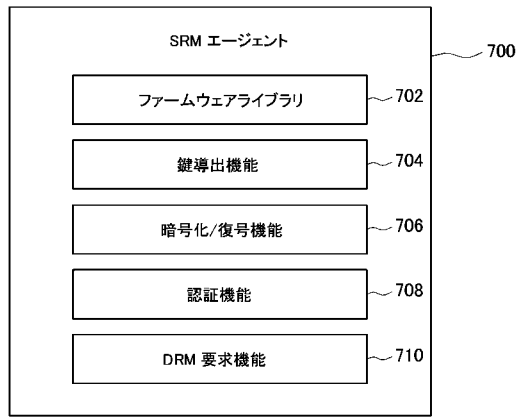 SRM エージェント
700
ファームウェアライブラリ
702
鍵導出機能
704
暗号化/復号機能
706
認証機能
708
DRM 要求機能
710